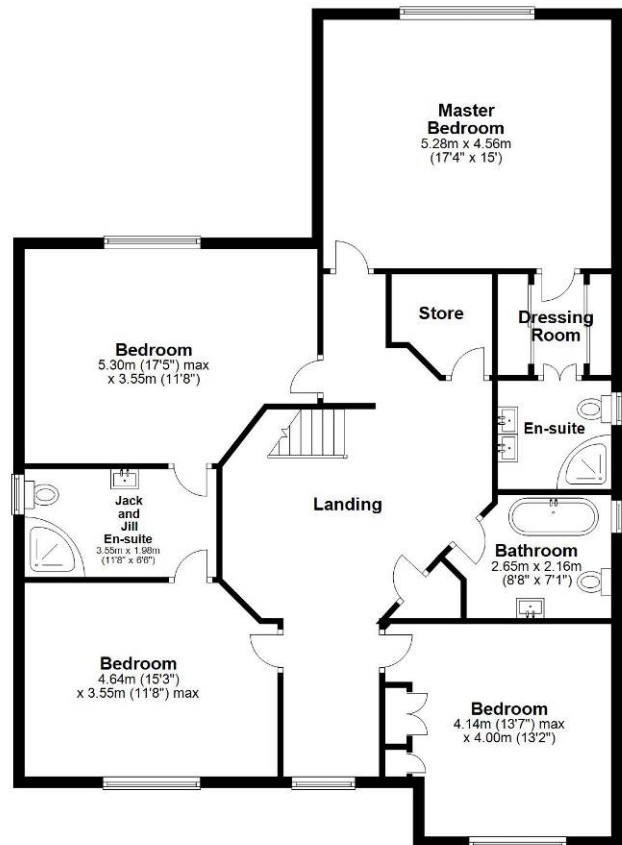 Master
Bedroom
5.28m x 4.56m
(17'4" x 15')
Store
Dressing
Room
Bedroom
5.30m (17'5") max
x 3.55m (11'8")
En-suite
Landing
Jack
and
Jill
En-suite
3.55m x 1.98m
(11'8" x 6'6")
Bathroom
2.65m x 2.16m
(8'8" x 7'1")
Bedroom
4.64m (15'3")
x 3.55m (11'8") max
Bedroom
4.14m (13'7") max
x 4.00m (13'2")